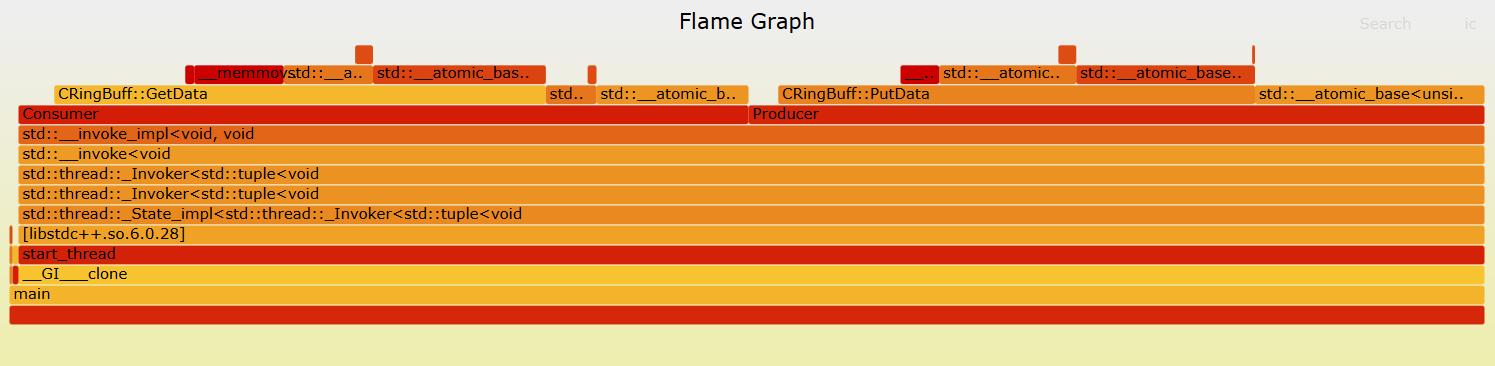 Flame Graph
Search ic
__memmov.. std::__a.. std::__atomic_bas.. __.. std::__atomic.. std::__atomic_base..
CRingBuff::GetData std.. std::__atomic_b.. CRingBuff::PutData std::__atomic_base<unsi..
Consumer Producer
std::__invoke_impl<void, void
std::__invoke<void
std::thread::_Invoker<std::tuple<void
std::thread::_Invoker<std::tuple<void
std::thread::_State_impl<std::thread::_Invoker<std::tuple<void
[libstdc++.so.6.0.28]
start_thread
__GI___clone
main